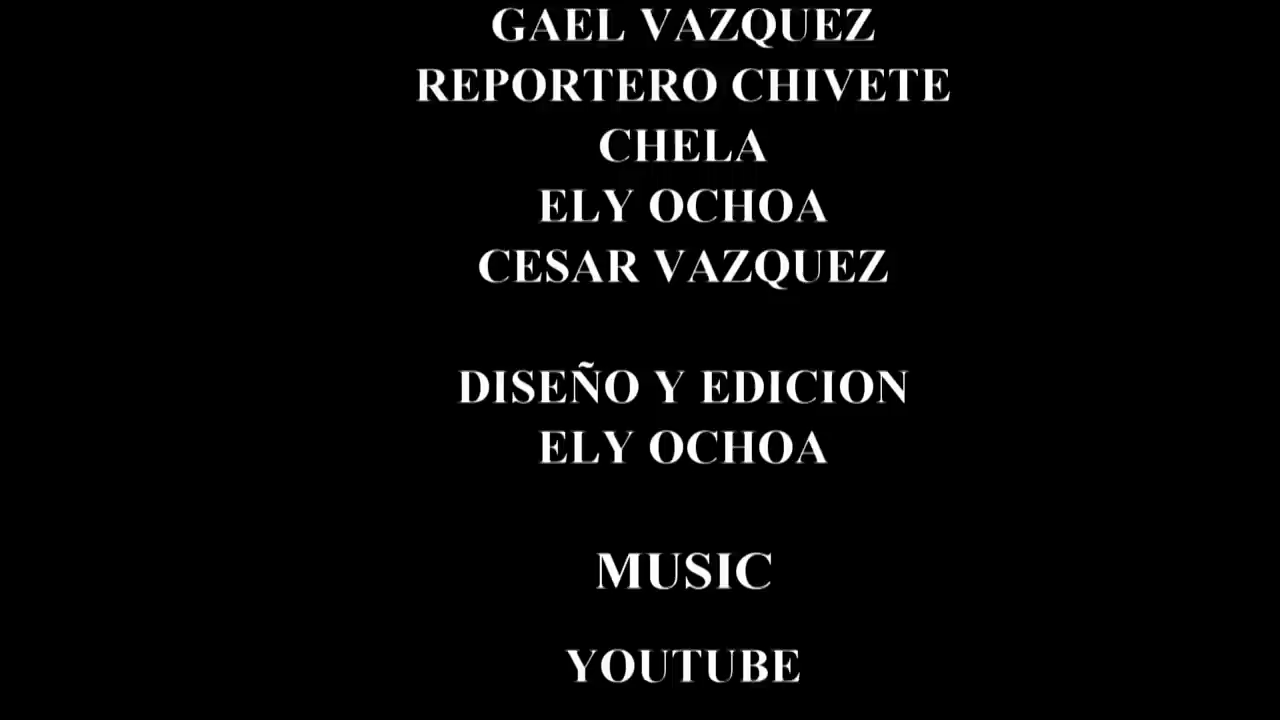 GAEL VAZQUEZ
REPORTERO CHIVETE
CHELA
ELY OCHOA
CESAR VAZQUEZ
DISEÑO Y EDICION
ELY OCHOA
MUSIC
YOUTUBE